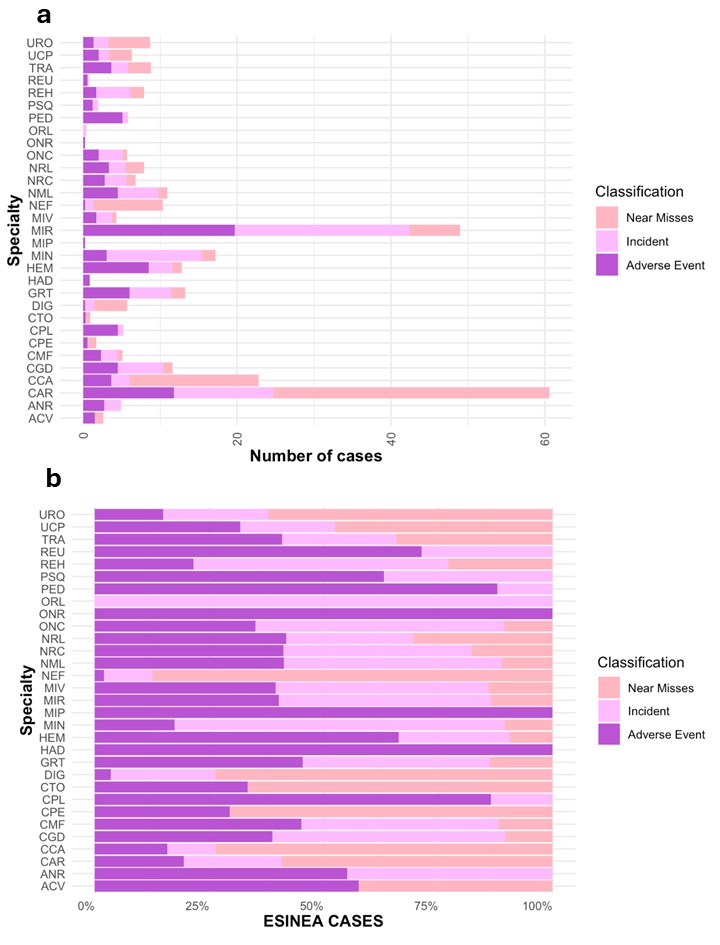 a
Specialty
URO
UCP
TRA
REU
REH
PSQ
PED
ORL
ONR
ONC
NRL
NRC
NML
NEF
MIV
MIR
MIP
MIN
HEM
HAD
GRT
DIG
CTO
CPL
CPE
CMF
CGD
CCA
CAR
ANR
ACV
0 20 40 60
Number of cases
Classification
Near Misses
Incident
Adverse Event
b
Specialty
URO
UCP
TRA
REU
REH
PSQ
PED
ORL
ONR
ONC
NRL
NRC
NML
NEF
MIV
MIR
MIP
MIN
HEM
HAD
GRT
DIG
CTO
CPL
CPE
CMF
CGD
CCA
CAR
ANR
ACV
0% 25% 50% 75% 100%
ESINEA CASES
Classification
Near Misses
Incident
Adverse Event